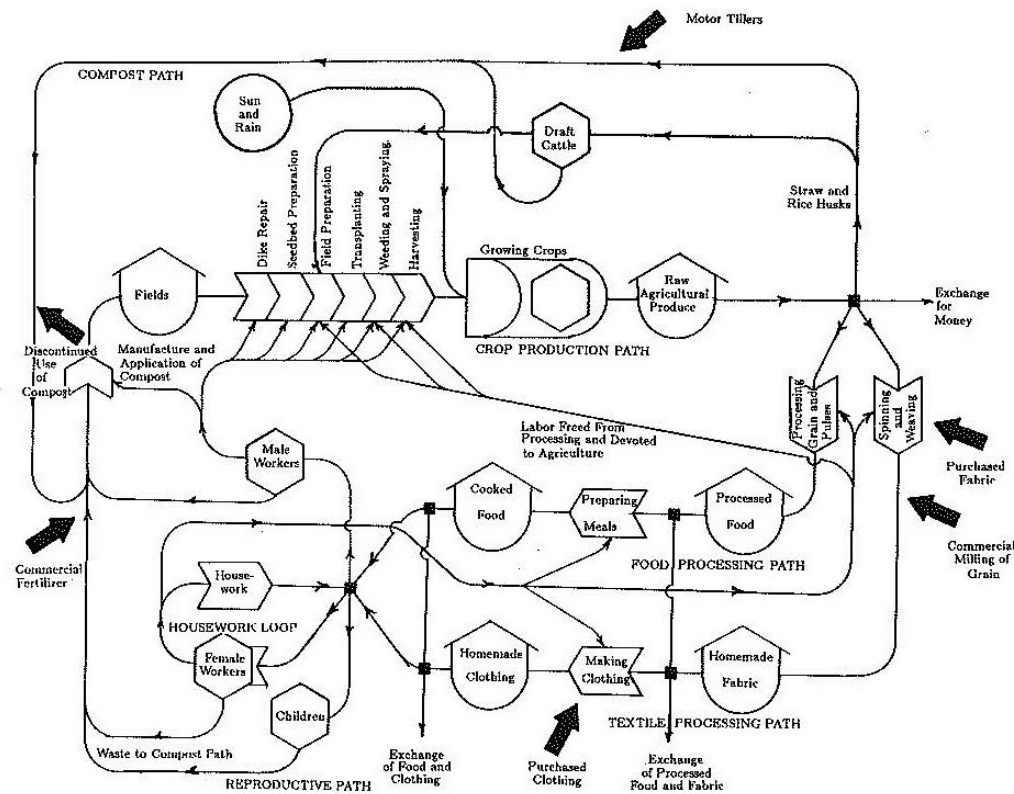 Motor Tillers
COMPOST PATH
Sun
and
Rain
Draft
Cattle
Straw and
Rice Husks
Dike Repair
Seedbed Preparation
Field Preparation
Transplanting
Weeding and Spraying
Harvesting
Fields
Growing Crops
Raw
Agricultural
Produce
Exchange
for
Money
CROP PRODUCTION PATH
Discontinued
Use
of
Compost
Manufacture and
Application of
Compost
Processing
Grain and
Pulses
Spinning
and
Weaving
Labor Freed From
Processing and Devoted
to Agriculture
Purchased
Fabric
Male
Workers
Cooked
Food
Preparing
Meals
Processed
Food
Commercial
Fertilizer
FOOD PROCESSING PATH
Commercial
Milling of
Grain
House-
work
HOUSEWORK LOOP
Female
Workers
Homemade
Clothing
Making
Clothing
Homemade
Fabric
Children
TEXTILE PROCESSING PATH
Waste to Compost Path
REPRODUCTIVE PATH
Exchange
of Food and
Clothing
Purchased
Clothing
Exchange
of Processed
Food and Fabric